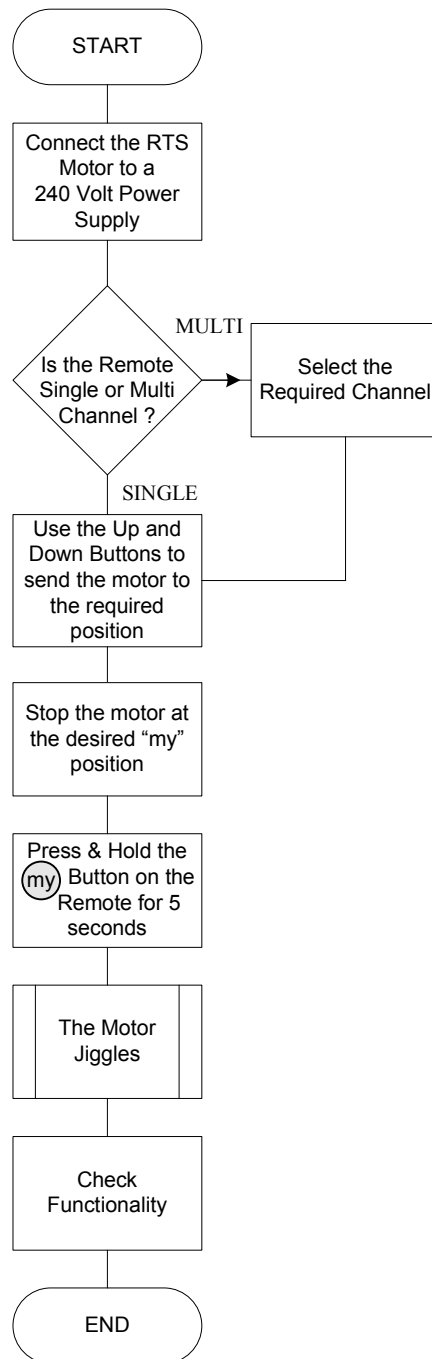 START
Connect the RTS
Motor to a
240 Volt Power
Supply
Is the Remote
Single or Multi
Channel ?
MULTI
Select the
Required Channel
SINGLE
Use the Up and
Down Buttons to
send the motor to
the required
position
Stop the motor at
the desired “my”
position
Press & Hold the
my Button on the
Remote for 5
seconds
The Motor
Jiggles
Check
Functionality
END